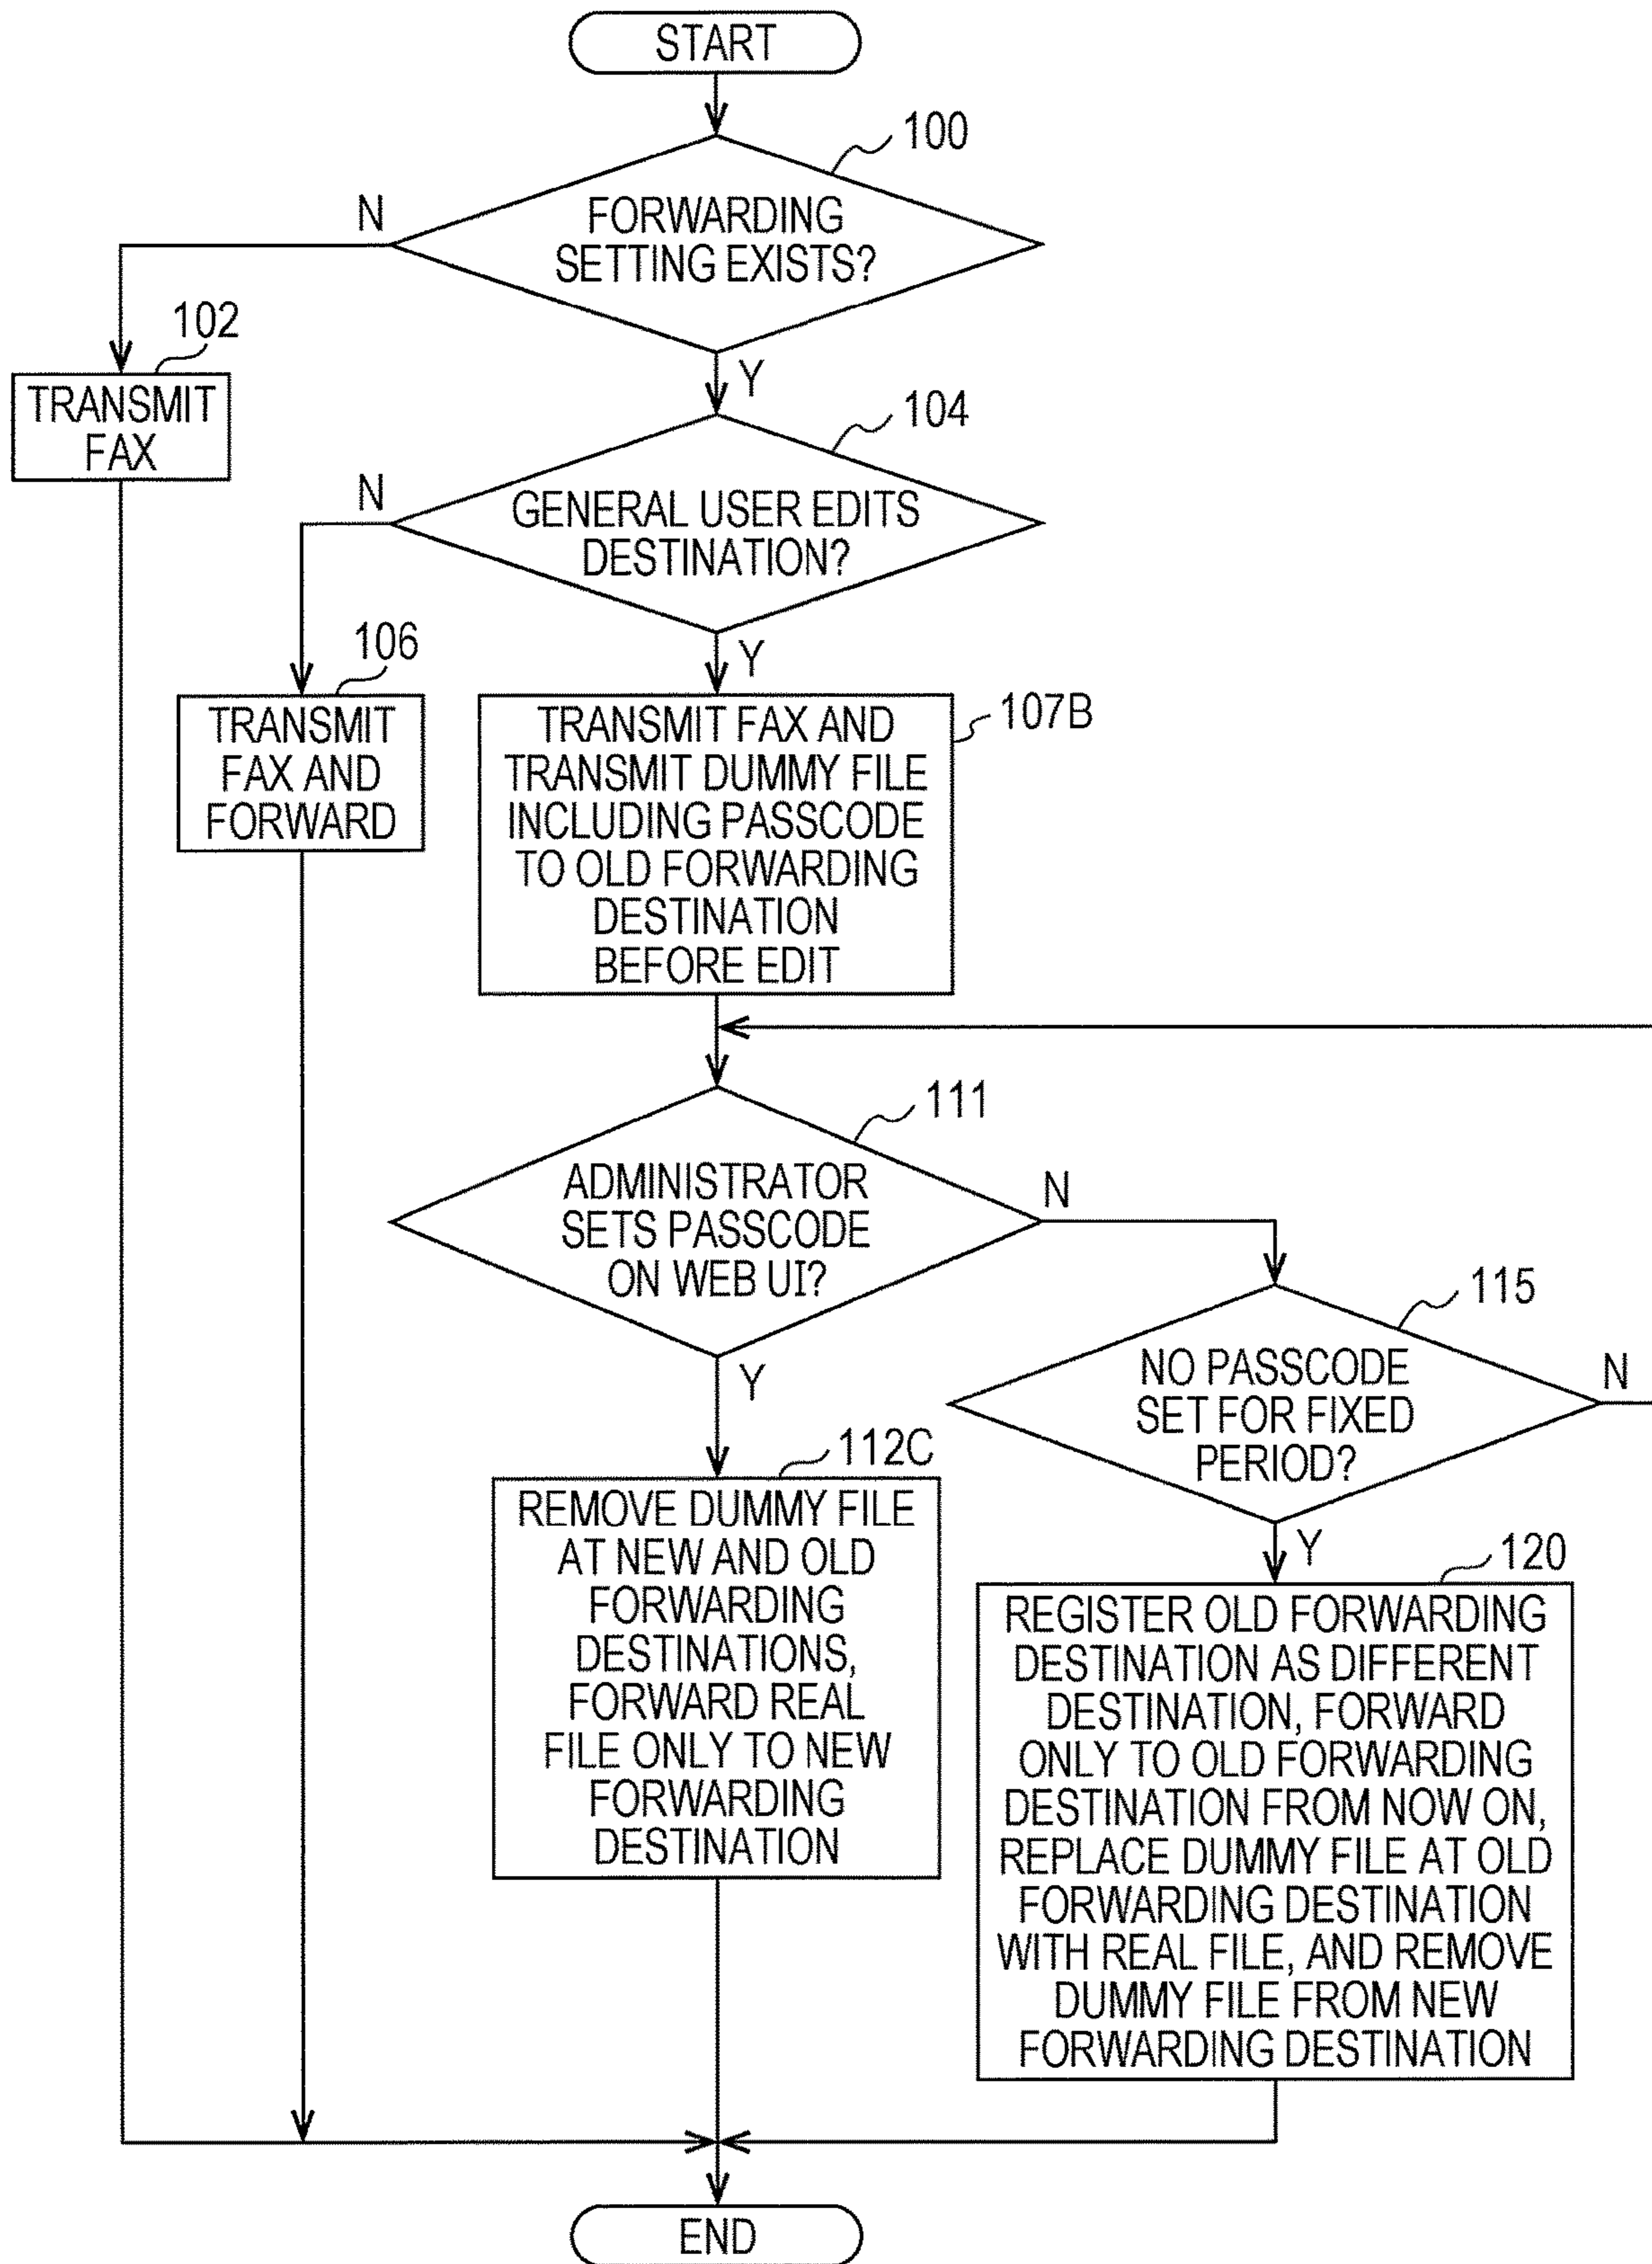 START
100
FORWARDING
SETTING EXISTS?
N
Y
102
TRANSMIT
FAX
104
GENERAL USER EDITS
DESTINATION?
N
Y
106
TRANSMIT
FAX AND
FORWARD
107B
TRANSMIT FAX AND
TRANSMIT DUMMY FILE
INCLUDING PASSCODE
TO OLD FORWARDING
DESTINATION
BEFORE EDIT
111
ADMINISTRATOR
SETS PASSCODE
ON WEB UI?
N
Y
115
NO PASSCODE
SET FOR FIXED
PERIOD?
N
Y
112C
REMOVE DUMMY FILE
AT NEW AND OLD
FORWARDING
DESTINATIONS,
FORWARD REAL
FILE ONLY TO NEW
FORWARDING
DESTINATION
120
REGISTER OLD FORWARDING
DESTINATION AS DIFFERENT
DESTINATION, FORWARD
ONLY TO OLD FORWARDING
DESTINATION FROM NOW ON,
REPLACE DUMMY FILE AT OLD
FORWARDING DESTINATION
WITH REAL FILE, AND REMOVE
DUMMY FILE FROM NEW
FORWARDING DESTINATION
END